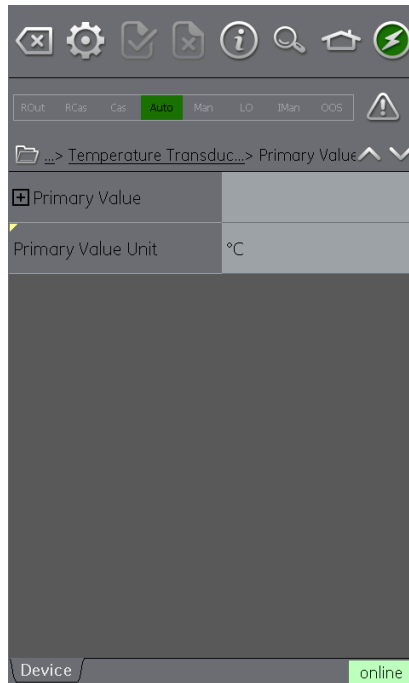 ROut RCas Cas Auto Man LO IMan OOS
...> Temperature Transduc...> Primary Value
Primary Value
Primary Value Unit °C
Device online